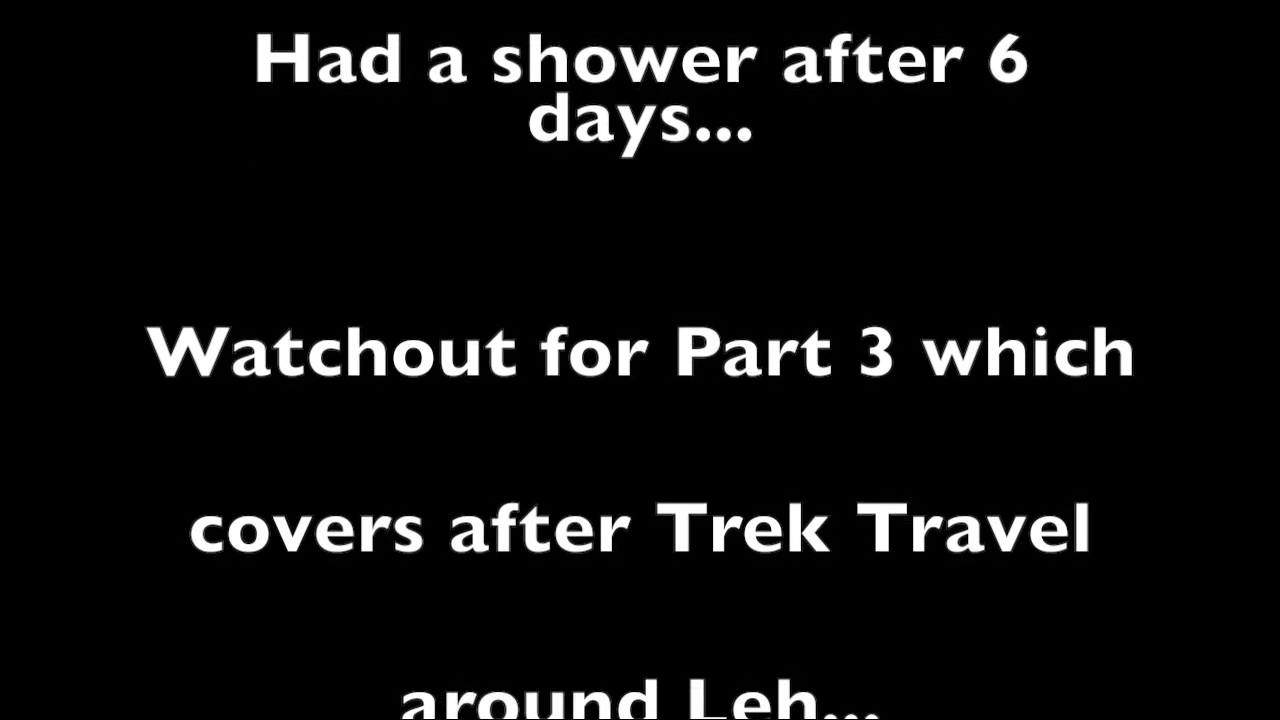 Had a shower after 6
days...
Watchout for Part 3 which
covers after Trek Travel
around Leh...